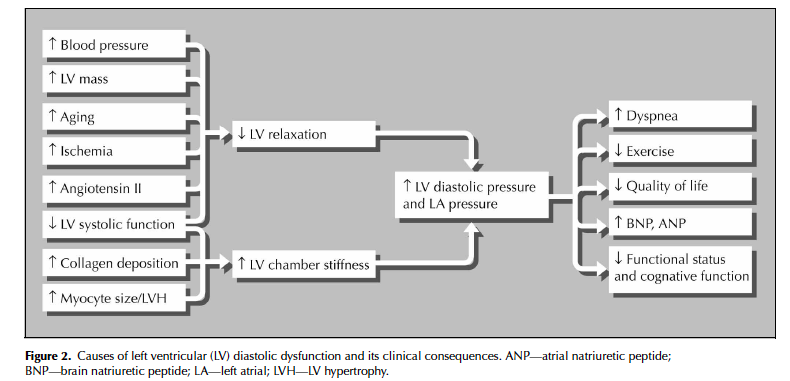 ↑ Blood pressure
↑ LV mass
↑ Aging
↑ Ischemia
↑ Angiotensin II
↓ LV systolic function
↑ Collagen deposition
↑ Myocyte size/LVH
↓ LV relaxation
↑ LV chamber stiffness
↑ LV diastolic pressure
and LA pressure
↑ Dyspnea
↓ Exercise
↓ Quality of life
↑ BNP, ANP
↓ Functional status
and cognative function
Figure 2. Causes of left ventricular (LV) diastolic dysfunction and its clinical consequences. ANP—atrial natriuretic peptide;
BNP—brain natriuretic peptide; LA—left atrial; LVH—LV hypertrophy.